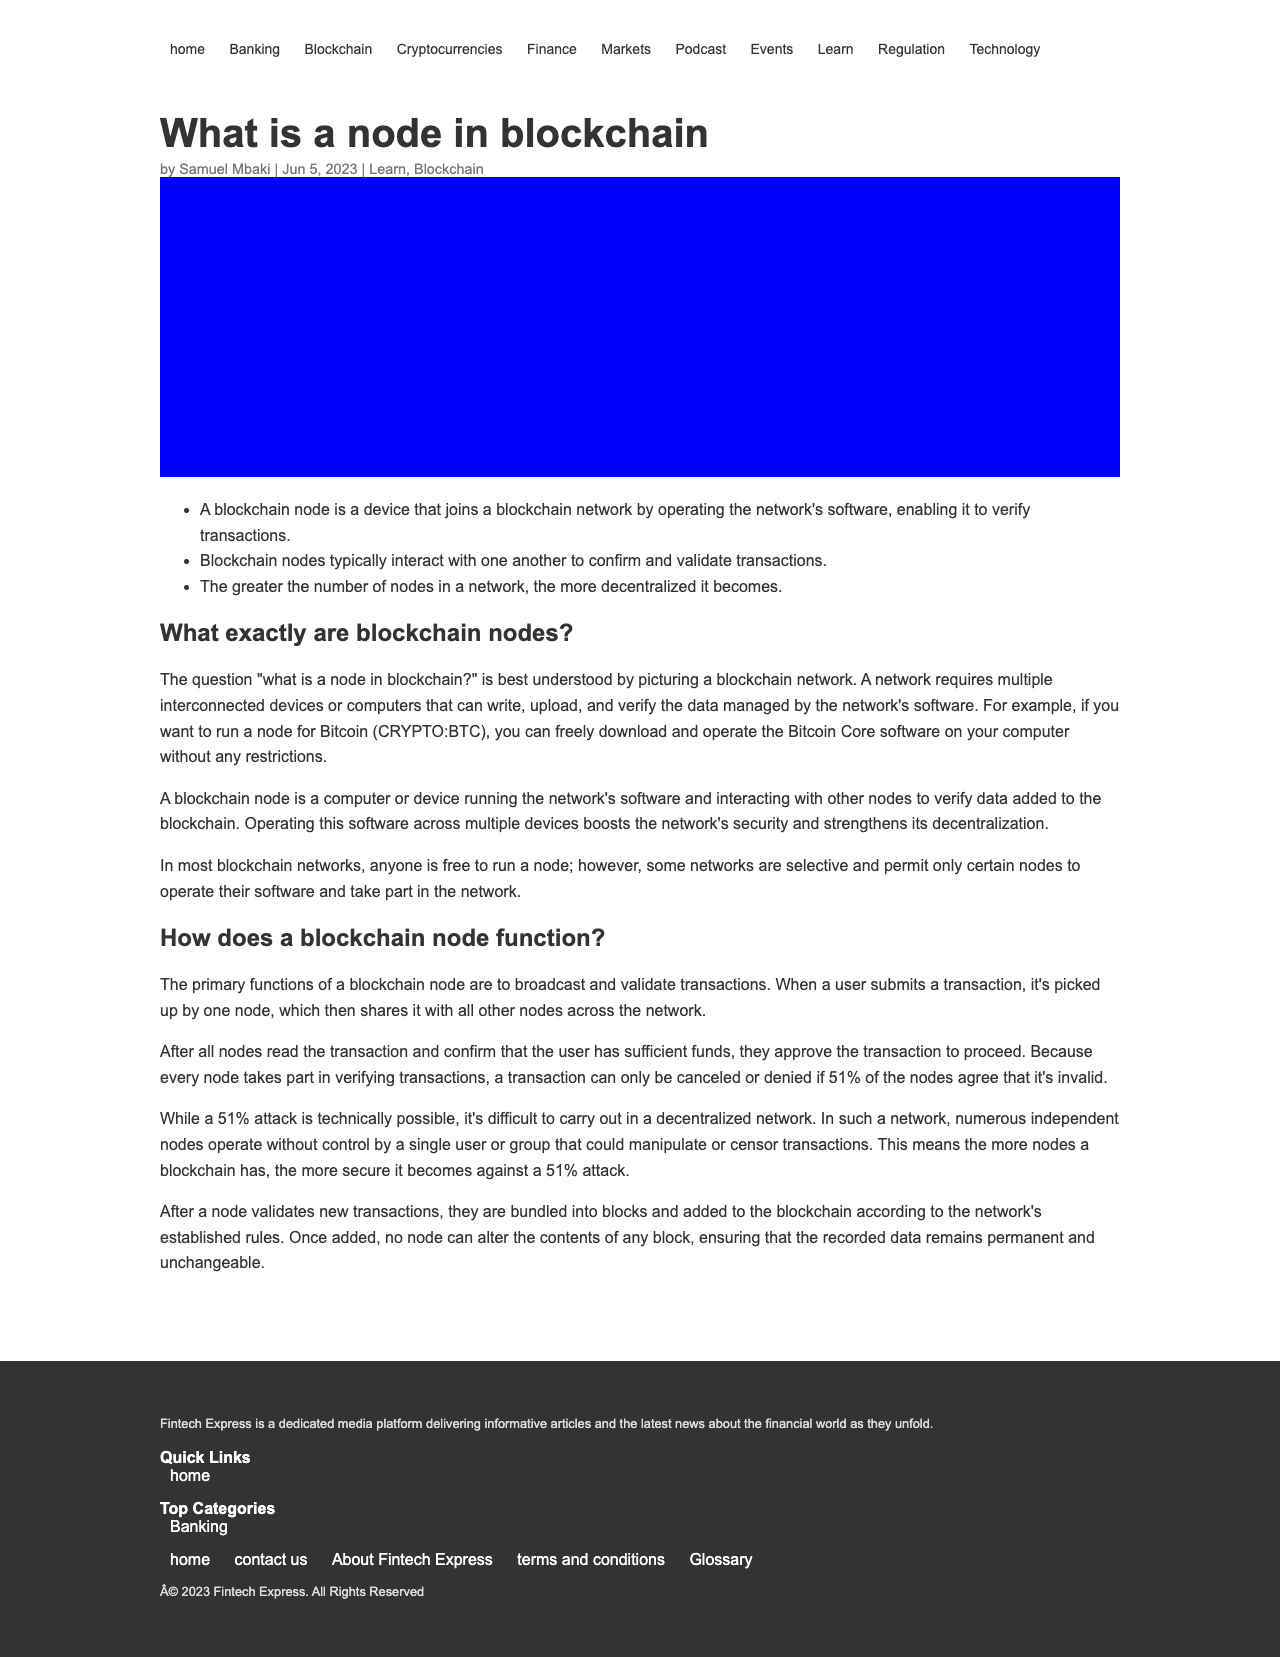 home Banking Blockchain Cryptocurrencies Finance Markets Podcast Events Learn Regulation Technology
What is a node in blockchain
by Samuel Mbaki | Jun 5, 2023 | Learn, Blockchain
• A blockchain node is a device that joins a blockchain network by operating the network's software, enabling it to verify
transactions.
• Blockchain nodes typically interact with one another to confirm and validate transactions.
• The greater the number of nodes in a network, the more decentralized it becomes.
What exactly are blockchain nodes?
The question "what is a node in blockchain?" is best understood by picturing a blockchain network. A network requires multiple
interconnected devices or computers that can write, upload, and verify the data managed by the network's software. For example, if you
want to run a node for Bitcoin (CRYPTO:BTC), you can freely download and operate the Bitcoin Core software on your computer
without any restrictions.
A blockchain node is a computer or device running the network's software and interacting with other nodes to verify data added to the
blockchain. Operating this software across multiple devices boosts the network's security and strengthens its decentralization.
In most blockchain networks, anyone is free to run a node; however, some networks are selective and permit only certain nodes to
operate their software and take part in the network.
How does a blockchain node function?
The primary functions of a blockchain node are to broadcast and validate transactions. When a user submits a transaction, it's picked
up by one node, which then shares it with all other nodes across the network.
After all nodes read the transaction and confirm that the user has sufficient funds, they approve the transaction to proceed. Because
every node takes part in verifying transactions, a transaction can only be canceled or denied if 51% of the nodes agree that it's invalid.
While a 51% attack is technically possible, it's difficult to carry out in a decentralized network. In such a network, numerous independent
nodes operate without control by a single user or group that could manipulate or censor transactions. This means the more nodes a
blockchain has, the more secure it becomes against a 51% attack.
After a node validates new transactions, they are bundled into blocks and added to the blockchain according to the network's
established rules. Once added, no node can alter the contents of any block, ensuring that the recorded data remains permanent and
unchangeable.
Fintech Express is a dedicated media platform delivering informative articles and the latest news about the financial world as they unfold.
Quick Links
home
Top Categories
Banking
home contact us About Fintech Express terms and conditions Glossary
Â© 2023 Fintech Express. All Rights Reserved